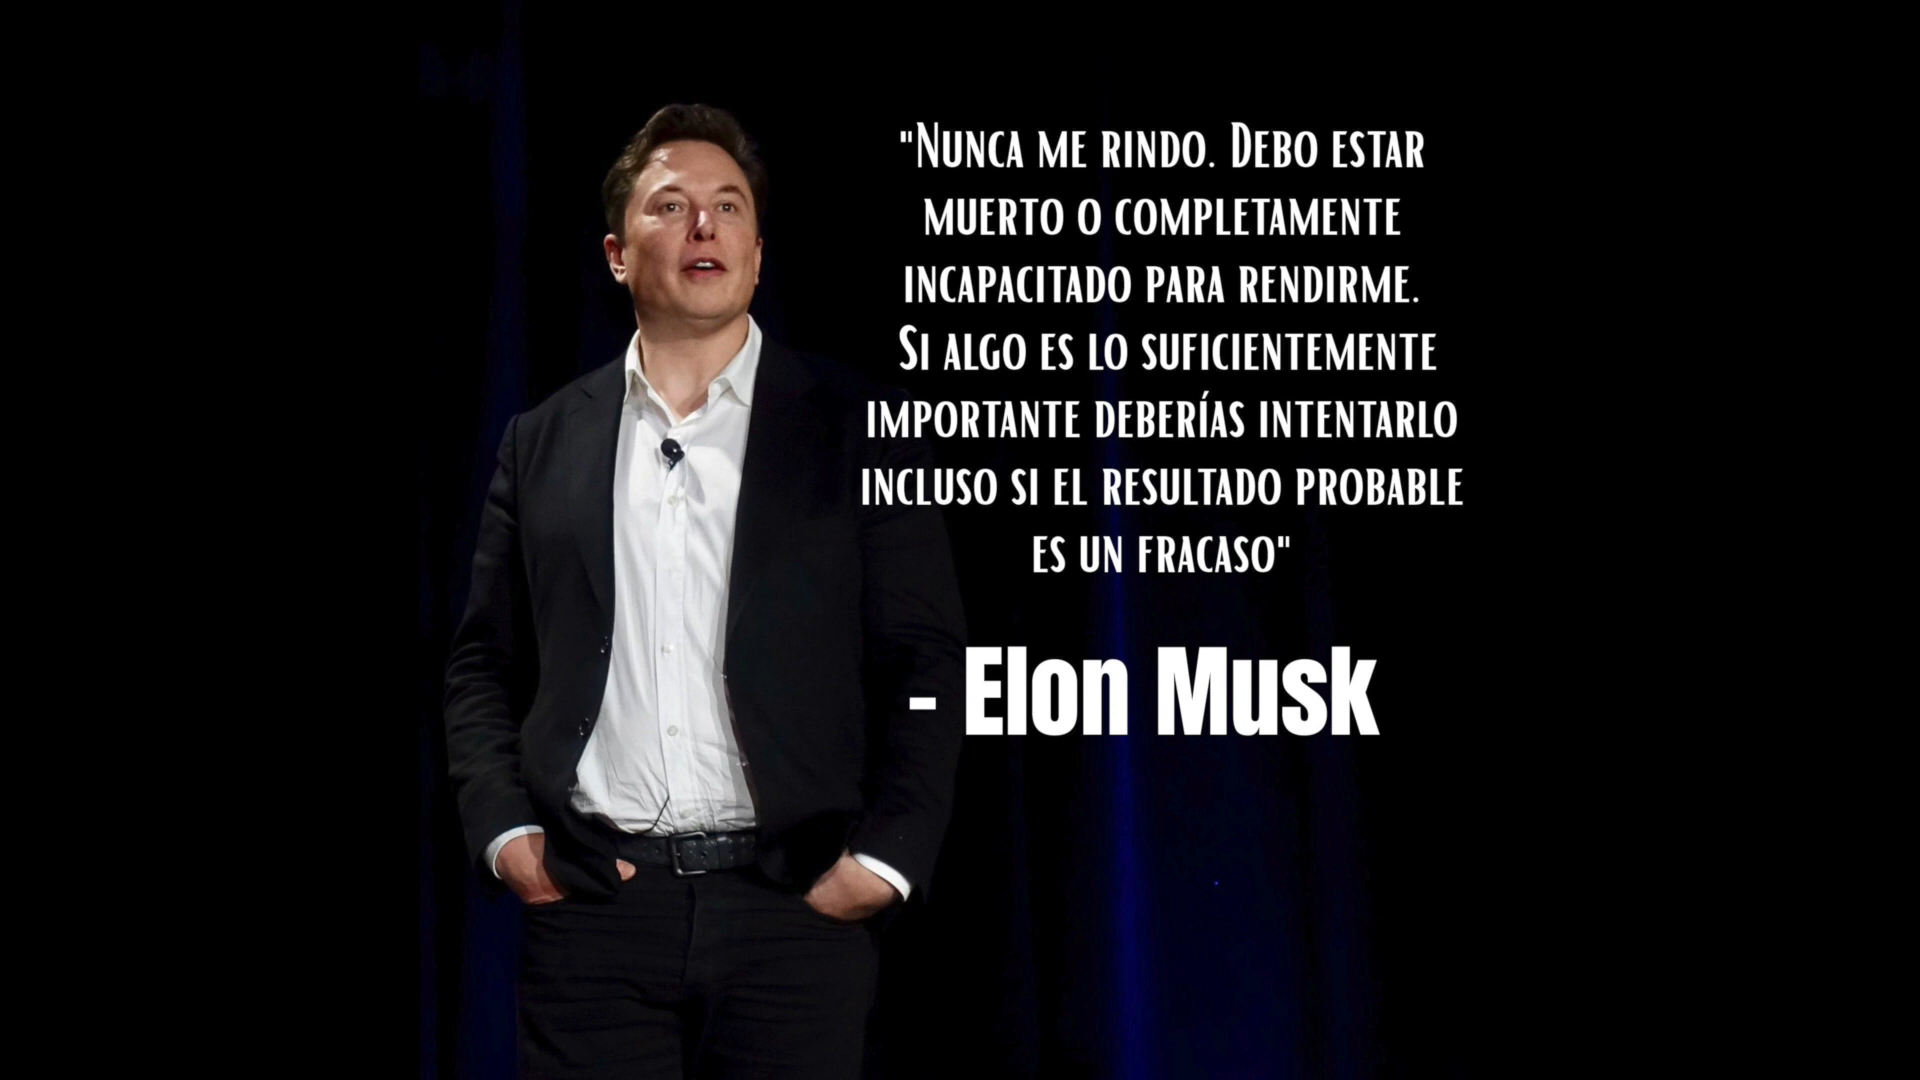 "Nunca me rindo. Debo estar
muerto o completamente
incapacitado para rendirme.
Si algo es lo suficientemente
importante deberías intentarlo
incluso si el resultado probable
es un fracaso"
- Elon Musk